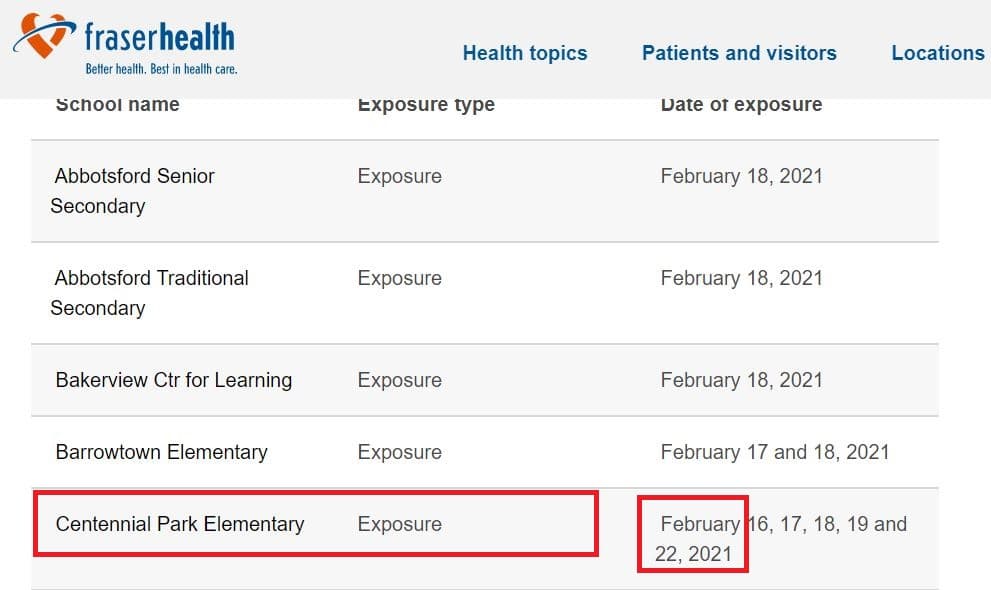 fraserhealth
Better health. Best in health care.
Health topics Patients and visitors Locations
School name Exposure type Date of exposure
Abbotsford Senior Exposure February 18, 2021
Secondary
Abbotsford Traditional Exposure February 18, 2021
Secondary
Bakerview Ctr for Learning Exposure February 18, 2021
Barrowtown Elementary Exposure February 17 and 18, 2021
Centennial Park Elementary Exposure February 16, 17, 18, 19 and
22, 2021